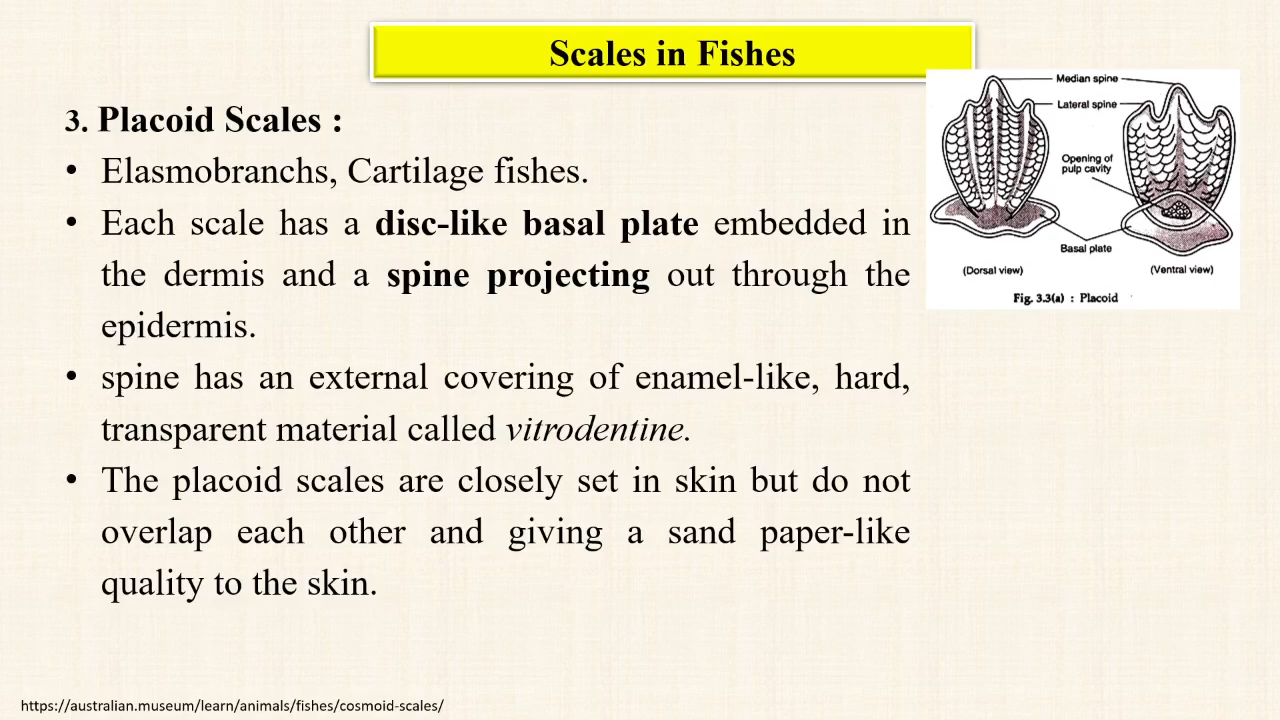 Scales in Fishes
3. Placoid Scales :
• Elasmobranchs, Cartilage fishes.
• Each scale has a disc-like basal plate embedded in
the dermis and a spine projecting out through the
epidermis.
• spine has an external covering of enamel-like, hard,
transparent material called vitrodentine.
• The placoid scales are closely set in skin but do not
overlap each other and giving a sand paper-like
quality to the skin.
Median spine
Lateral spine
Opening of
pulp cavity
Basal plate
(Dorsal view)
(Ventral view)
Fig. 3.3(a) : Placoid
https://australian.museum/learn/animals/fishes/cosmoid-scales/